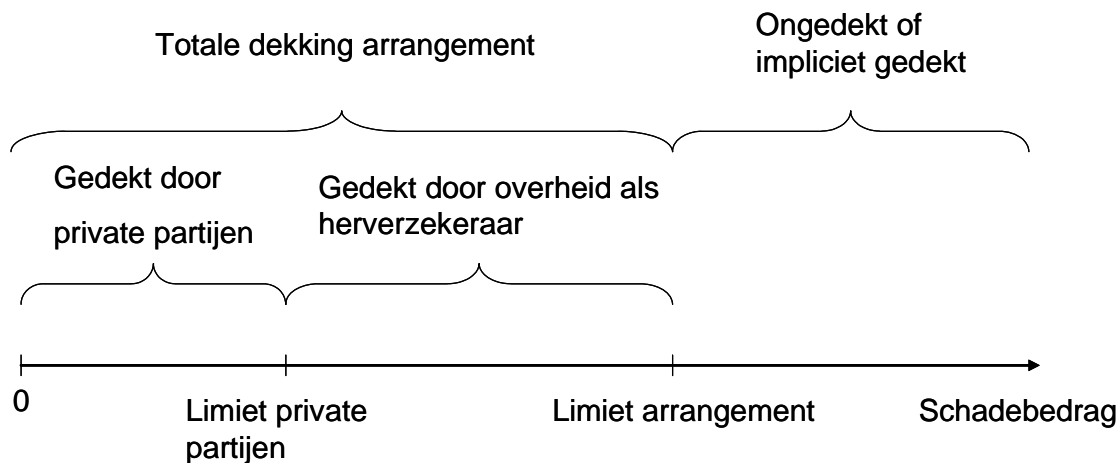 Totale dekking arrangement
Ongedekt of
impliciet gedekt
Gedekt door
private partijen
Gedekt door overheid als
herverzekeraar
0
Limiet private
partijen
Limiet arrangement
Schadebedrag